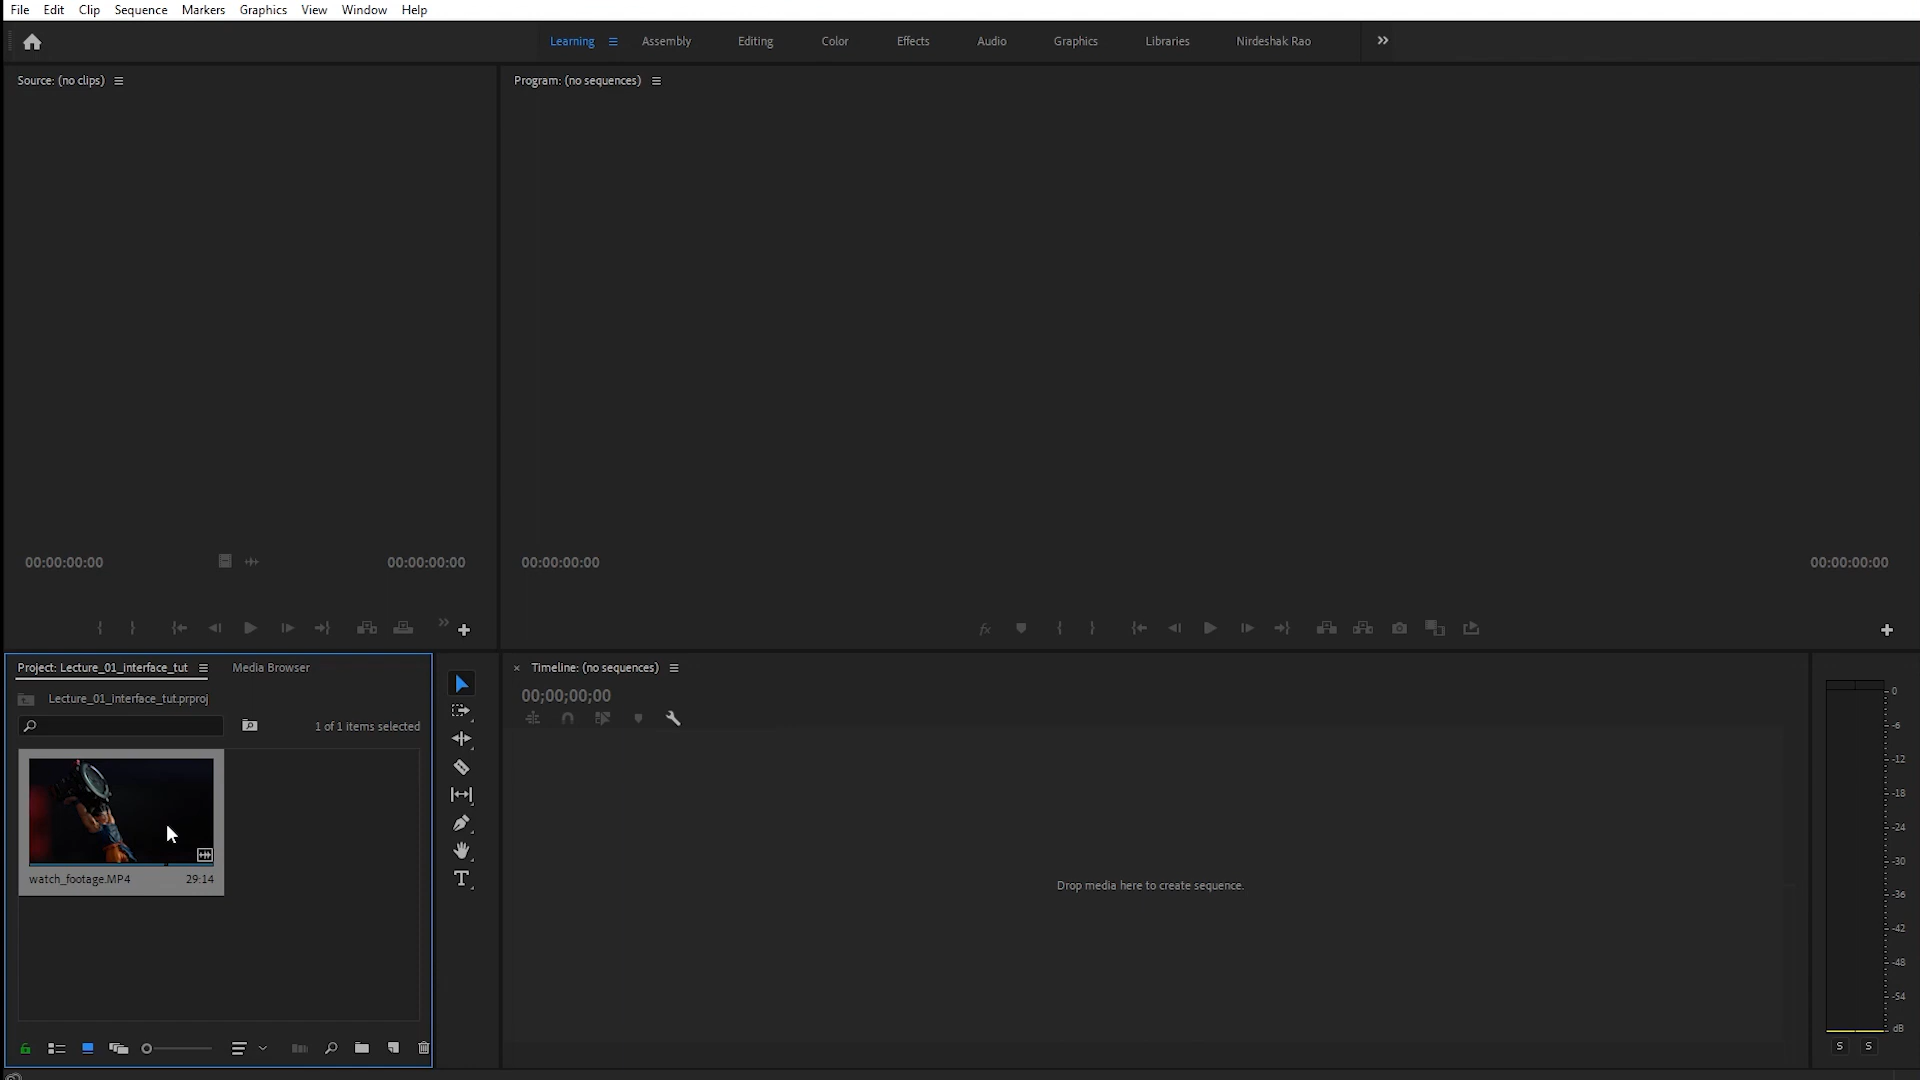 File Edit Clip Sequence Markers Graphics View Window Help
Learning Assembly Editing Color Effects Audio Graphics Libraries Nirdeshak Rao
Source: (no clips)
Program: (no sequences)
00:00:00:00
00:00:00:00
00:00:00:00
00:00:00:00
fx
Project: Lecture_01_interface_tut
Media Browser
Lecture_01_interface_tut.prproj
1 of 1 items selected
watch_footage.MP4 29:14
T
Timeline: (no sequences)
00;00;00;00
Drop media here to create sequence.
0
-6
-12
-18
-24
-30
-36
-42
-48
-54
dB
S S